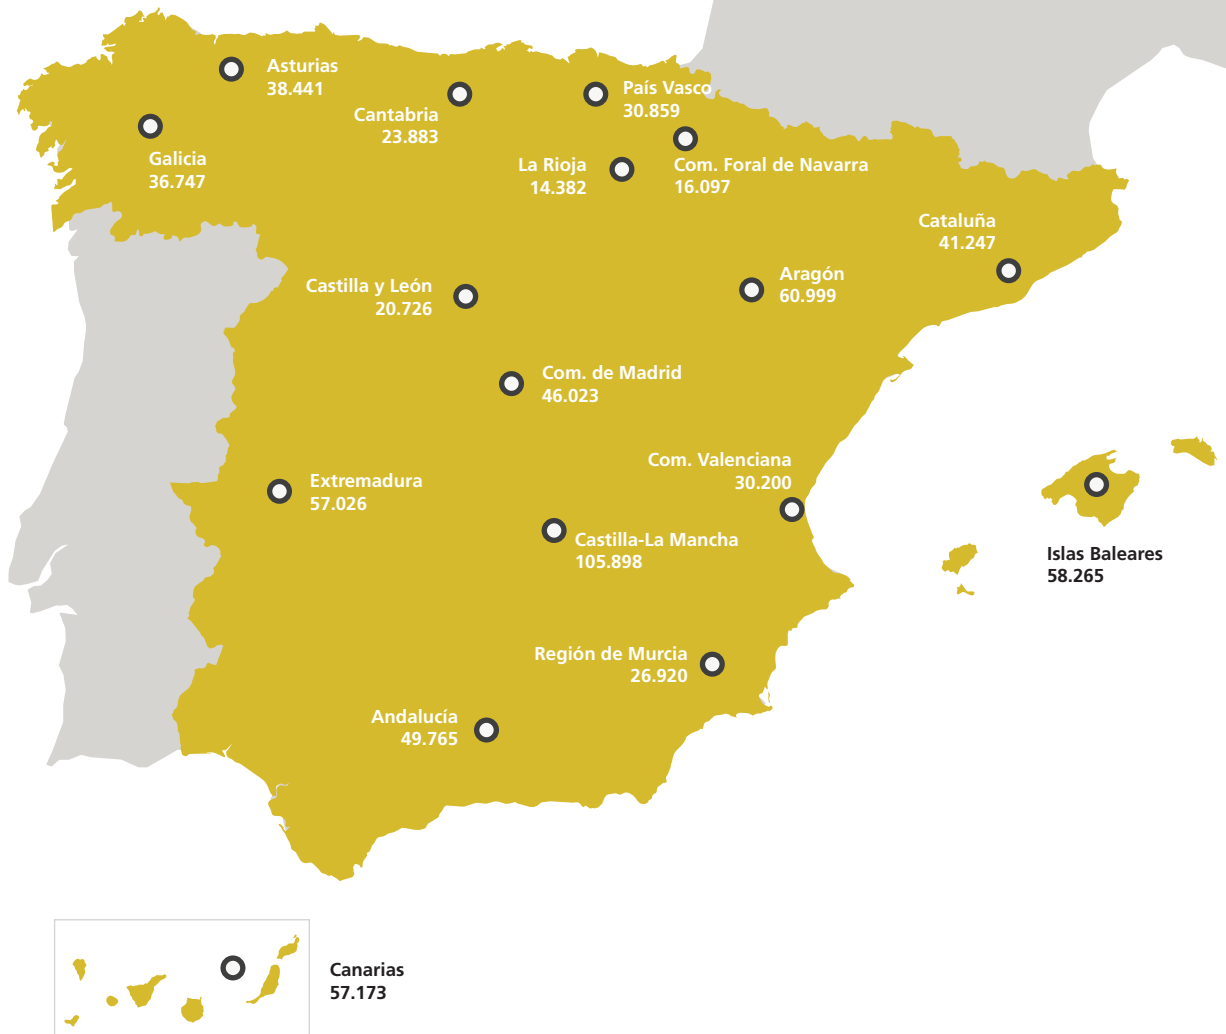 Asturias
38.441
País Vasco
30.859
Cantabria
23.883
Galicia
36.747
La Rioja
14.382
Com. Foral de Navarra
16.097
Cataluña
41.247
Aragón
60.999
Castilla y León
20.726
Com. de Madrid
46.023
Com. Valenciana
30.200
Extremadura
57.026
Castilla-La Mancha
105.898
Islas Baleares
58.265
Región de Murcia
26.920
Andalucía
49.765
Canarias
57.173